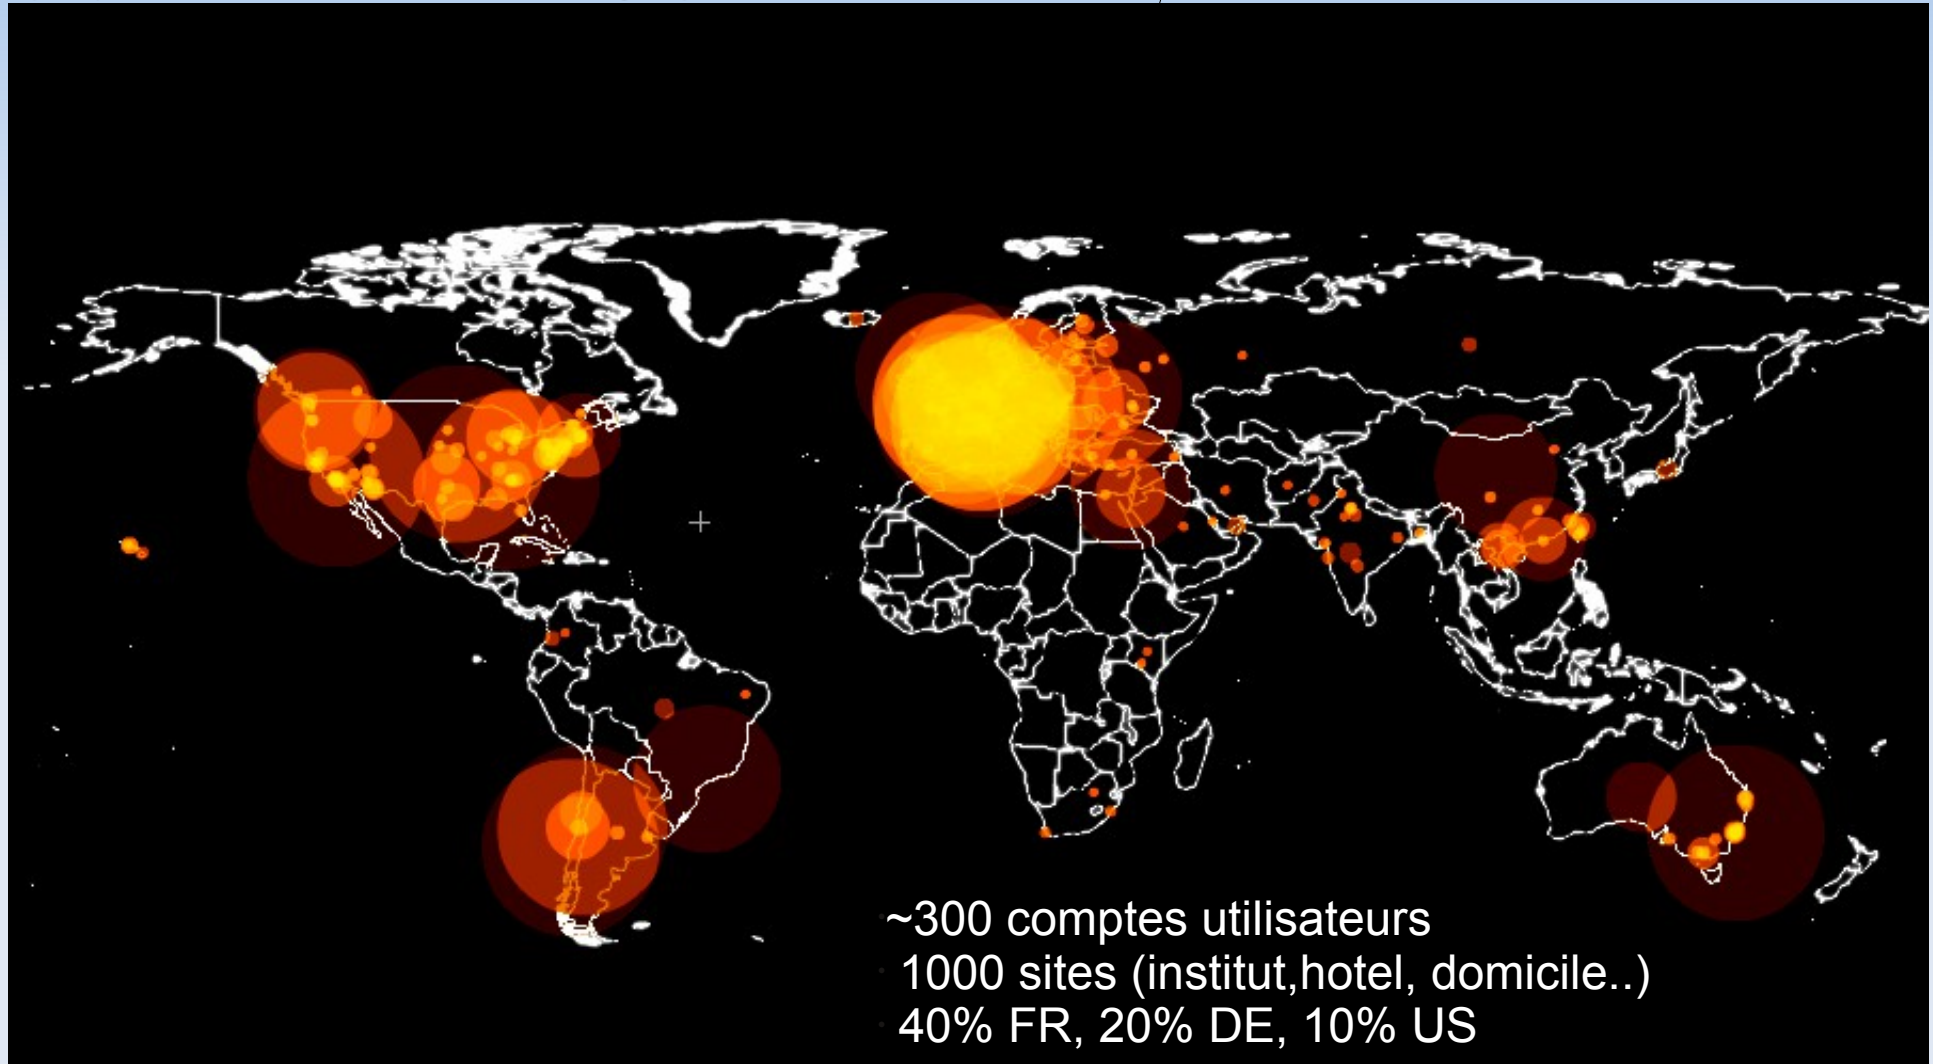 ~300 comptes utilisateurs
1000 sites (institut,hotel, domicile..)
40% FR, 20% DE, 10% US